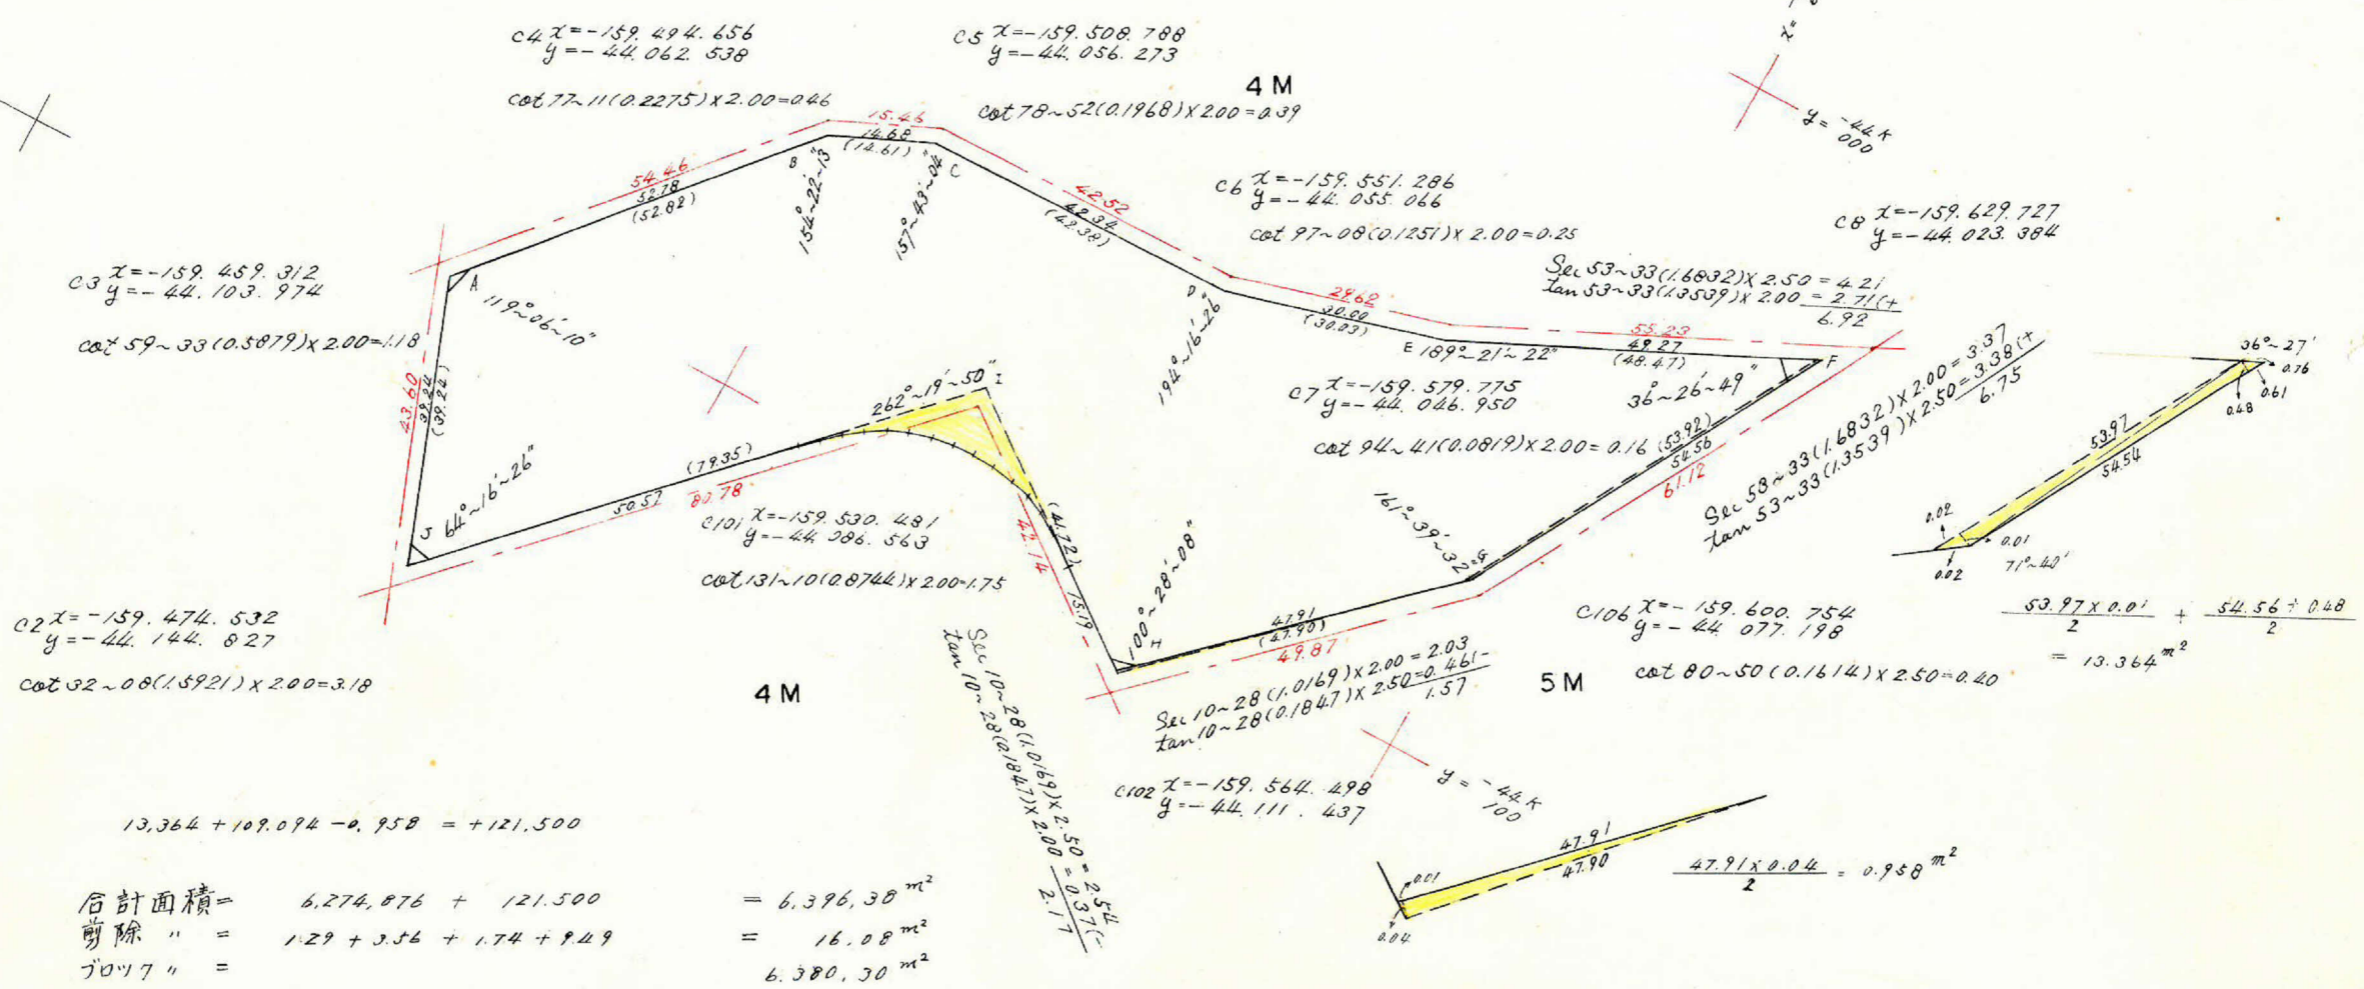 C4 x=-159.494.656
y=-44.062.538
cot 77~11(0.2275)×2.00=0.46
C5 x=-159.508.788
y=-44.056.273
4 M
cot 78~52(0.1968)×2.00=0.39
y=-44K
000
15.46
14.68
(14.61)
B
154°~22'~13"
157°~43'~04"
C
54.46
52.78
(52.82)
42.52
42.34
(42.38)
C6 x=-159.551.286
y=-44.055.066
cot 97~08(0.1251)×2.00=0.25
C8 x=-159.629.727
y=-44.023.384
Sec 53~33(1.6832)×2.50=4.21
tan 53~33(1.3539)×2.00=2.71(+
6.92
C3 x=-159.459.312
y=-44.103.974
cot 59~33(0.5879)×2.00=1.18
A
119°~06'~10"
43.60
39.24
(39.24)
D
194°~16'~26"
29.62
30.00
(30.03)
E 189°~21'~22"
55.23
49.27
(48.47)
F
36°~26'~49"
C7 x=-159.579.775
y=-44.046.950
cot 94~41(0.0819)×2.00=0.16
(53.92)
54.56
61.12
Sec 58~33(1.6832)×2.00=3.37
tan 53~33(1.3539)×2.50=3.38(+
6.75
36°~27'
0.76
0.61
0.48
53.97
54.54
0.02
0.01
0.02
71°~40'
262°~19'~50"
I
J
64°~16'~26"
(79.35)
50.57
80.78
C101 x=-159.530.481
y=-44.086.563
cot 131~10(0.8744)×2.00=1.75
(41.72)
42.14
15.19
100°~28'~08"
H
161°~39'~32"
G
47.91
(47.90)
49.87
C2 x=-159.474.532
y=-44.144.827
cot 32~08(1.5921)×2.00=3.18
4 M
Sec 10~28(1.0169)×2.50=2.54
tan 10~28(0.1847)×2.00=0.37(-
2.17
Sec 10~28(1.0169)×2.00=2.03
tan 10~28(0.1847)×2.50=0.46(-
1.57
5 M
C106 x=-159.600.754
y=-44.077.198
cot 80~50(0.1614)×2.50=0.40
53.97×0.01/2 + 54.56÷0.48/2
= 13.364 m²
C102 x=-159.564.498
y=-44.111.437
y=-44K
100
47.91
47.90
0.01
0.04
47.91×0.04/2 = 0.958 m²
13,364+109.094-0.958=+121,500
合計面積= 6,274,876 + 121.500 = 6,396,38 m²
剪除 〃 = 1.29 + 3.56 + 1.74 + 9.49 = 16.08 m²
ブロック 〃 = 6.380,30 m²